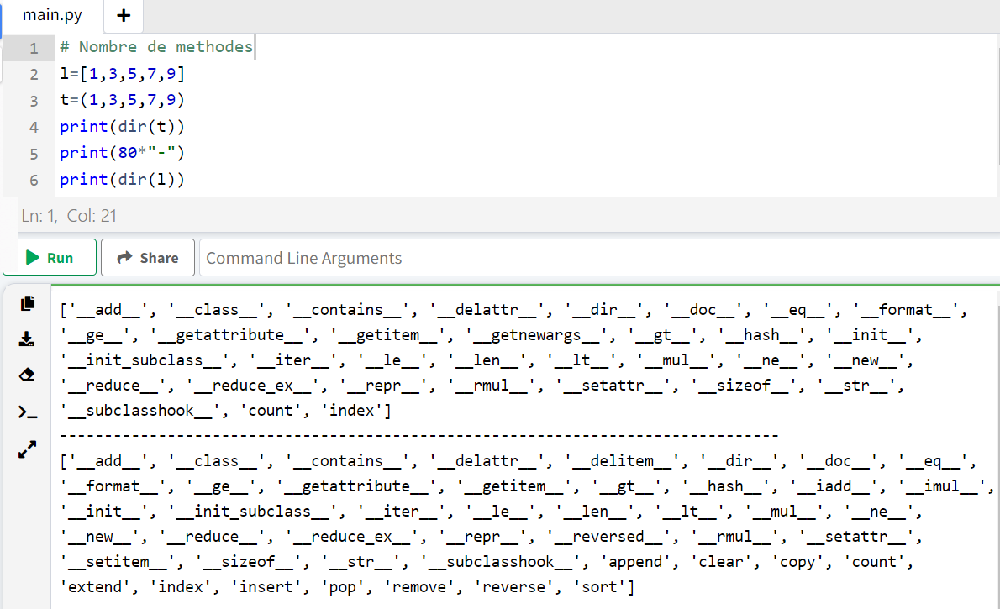 main.py +
1 # Nombre de methodes
2 l=[1,3,5,7,9]
3 t=(1,3,5,7,9)
4 print(dir(t))
5 print(80*"-")
6 print(dir(l))
Ln: 1, Col: 21
Run Share Command Line Arguments
['__add__', '__class__', '__contains__', '__delattr__', '__dir__', '__doc__', '__eq__', '__format__',
'__ge__', '__getattribute__', '__getitem__', '__getnewargs__', '__gt__', '__hash__', '__init__',
'__init_subclass__', '__iter__', '__le__', '__len__', '__lt__', '__mul__', '__ne__', '__new__',
'__reduce__', '__reduce_ex__', '__repr__', '__rmul__', '__setattr__', '__sizeof__', '__str__',
'__subclasshook__', 'count', 'index']
--------------------------------------------------------------------------------
['__add__', '__class__', '__contains__', '__delattr__', '__delitem__', '__dir__', '__doc__', '__eq__',
'__format__', '__ge__', '__getattribute__', '__getitem__', '__gt__', '__hash__', '__iadd__', '__imul__',
'__init__', '__init_subclass__', '__iter__', '__le__', '__len__', '__lt__', '__mul__', '__ne__',
'__new__', '__reduce__', '__reduce_ex__', '__repr__', '__reversed__', '__rmul__', '__setattr__',
'__setitem__', '__sizeof__', '__str__', '__subclasshook__', 'append', 'clear', 'copy', 'count',
'extend', 'index', 'insert', 'pop', 'remove', 'reverse', 'sort']